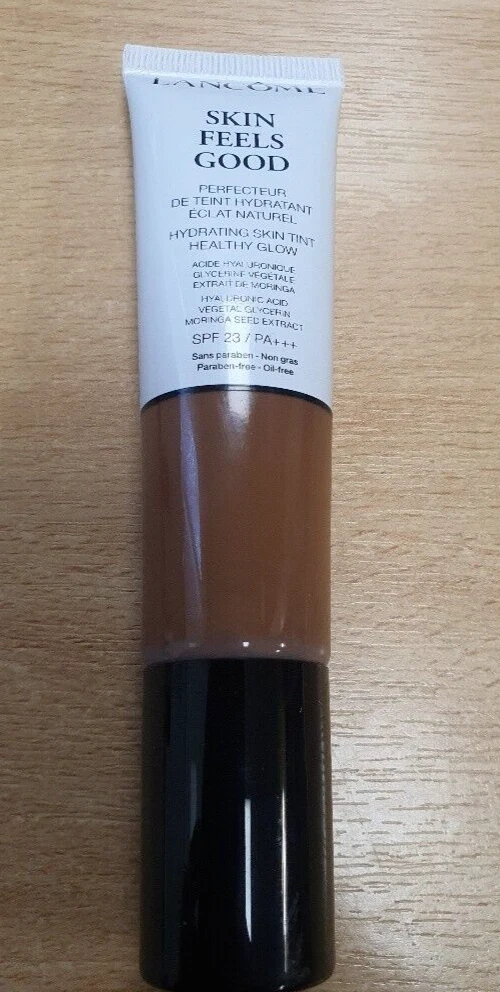 LANCÔME
SKIN
FEELS
GOOD
PERFECTEUR
DE TEINT HYDRATANT
ÉCLAT NATUREL
HYDRATING SKIN TINT
HEALTHY GLOW
ACIDE HYALURONIQUE
GLYCÉRINE VÉGÉTALE
EXTRAIT DE MORINGA
HYALURONIC ACID
VEGETAL GLYCERIN
MORINGA SEED EXTRACT
SPF 23 / PA+++
Sans paraben - Non gras
Paraben-free - Oil-free